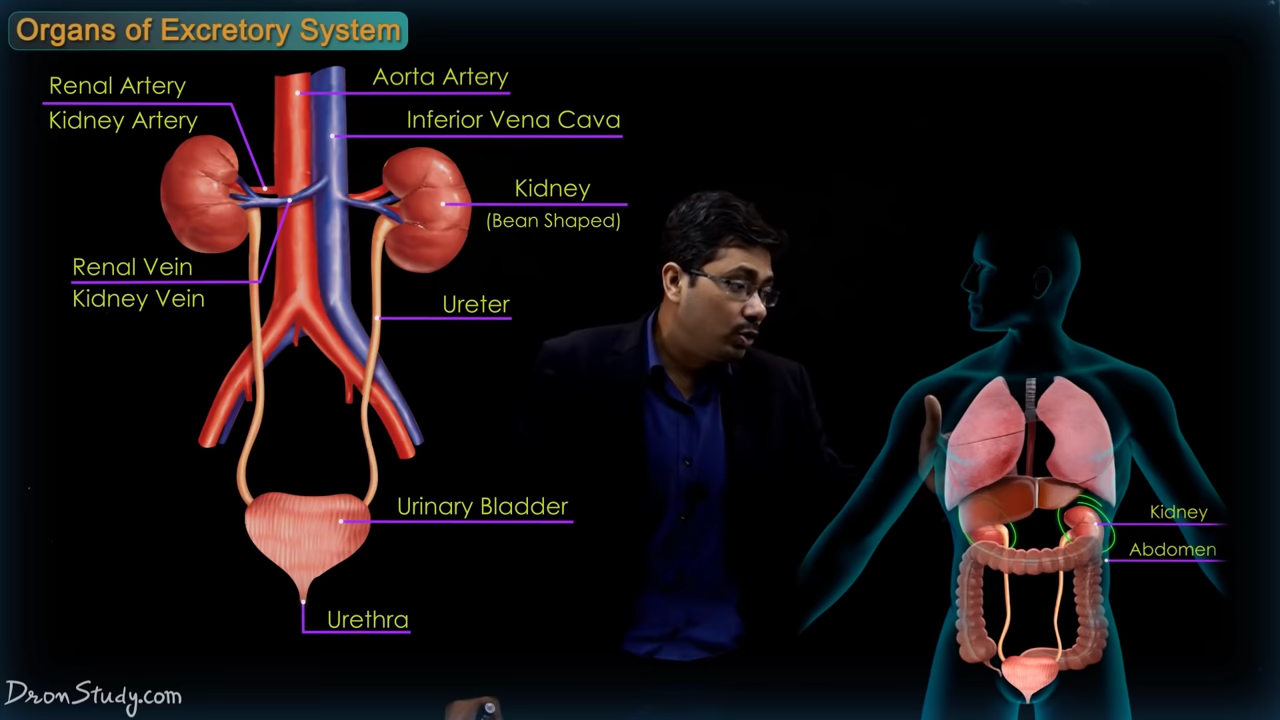 Organs of Excretory System
Renal Artery
Kidney Artery
Aorta Artery
Inferior Vena Cava
Kidney
(Bean Shaped)
Renal Vein
Kidney Vein
Ureter
Urinary Bladder
Urethra
Kidney
Abdomen
DronStudy.com